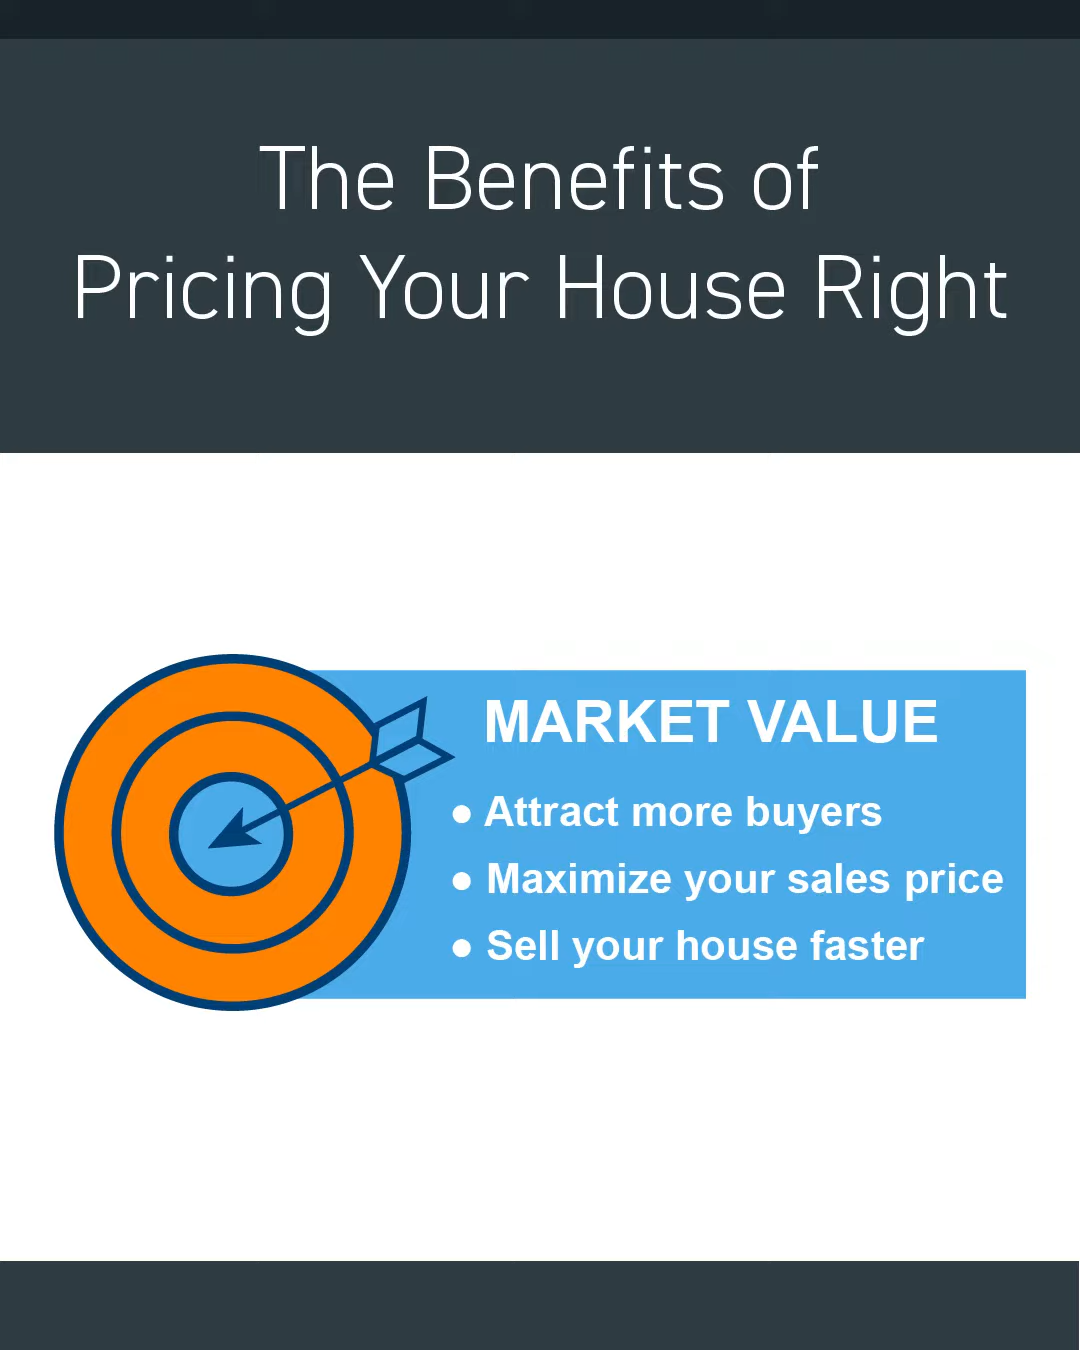 The Benefits of
Pricing Your House Right
MARKET VALUE
● Attract more buyers
● Maximize your sales price
● Sell your house faster